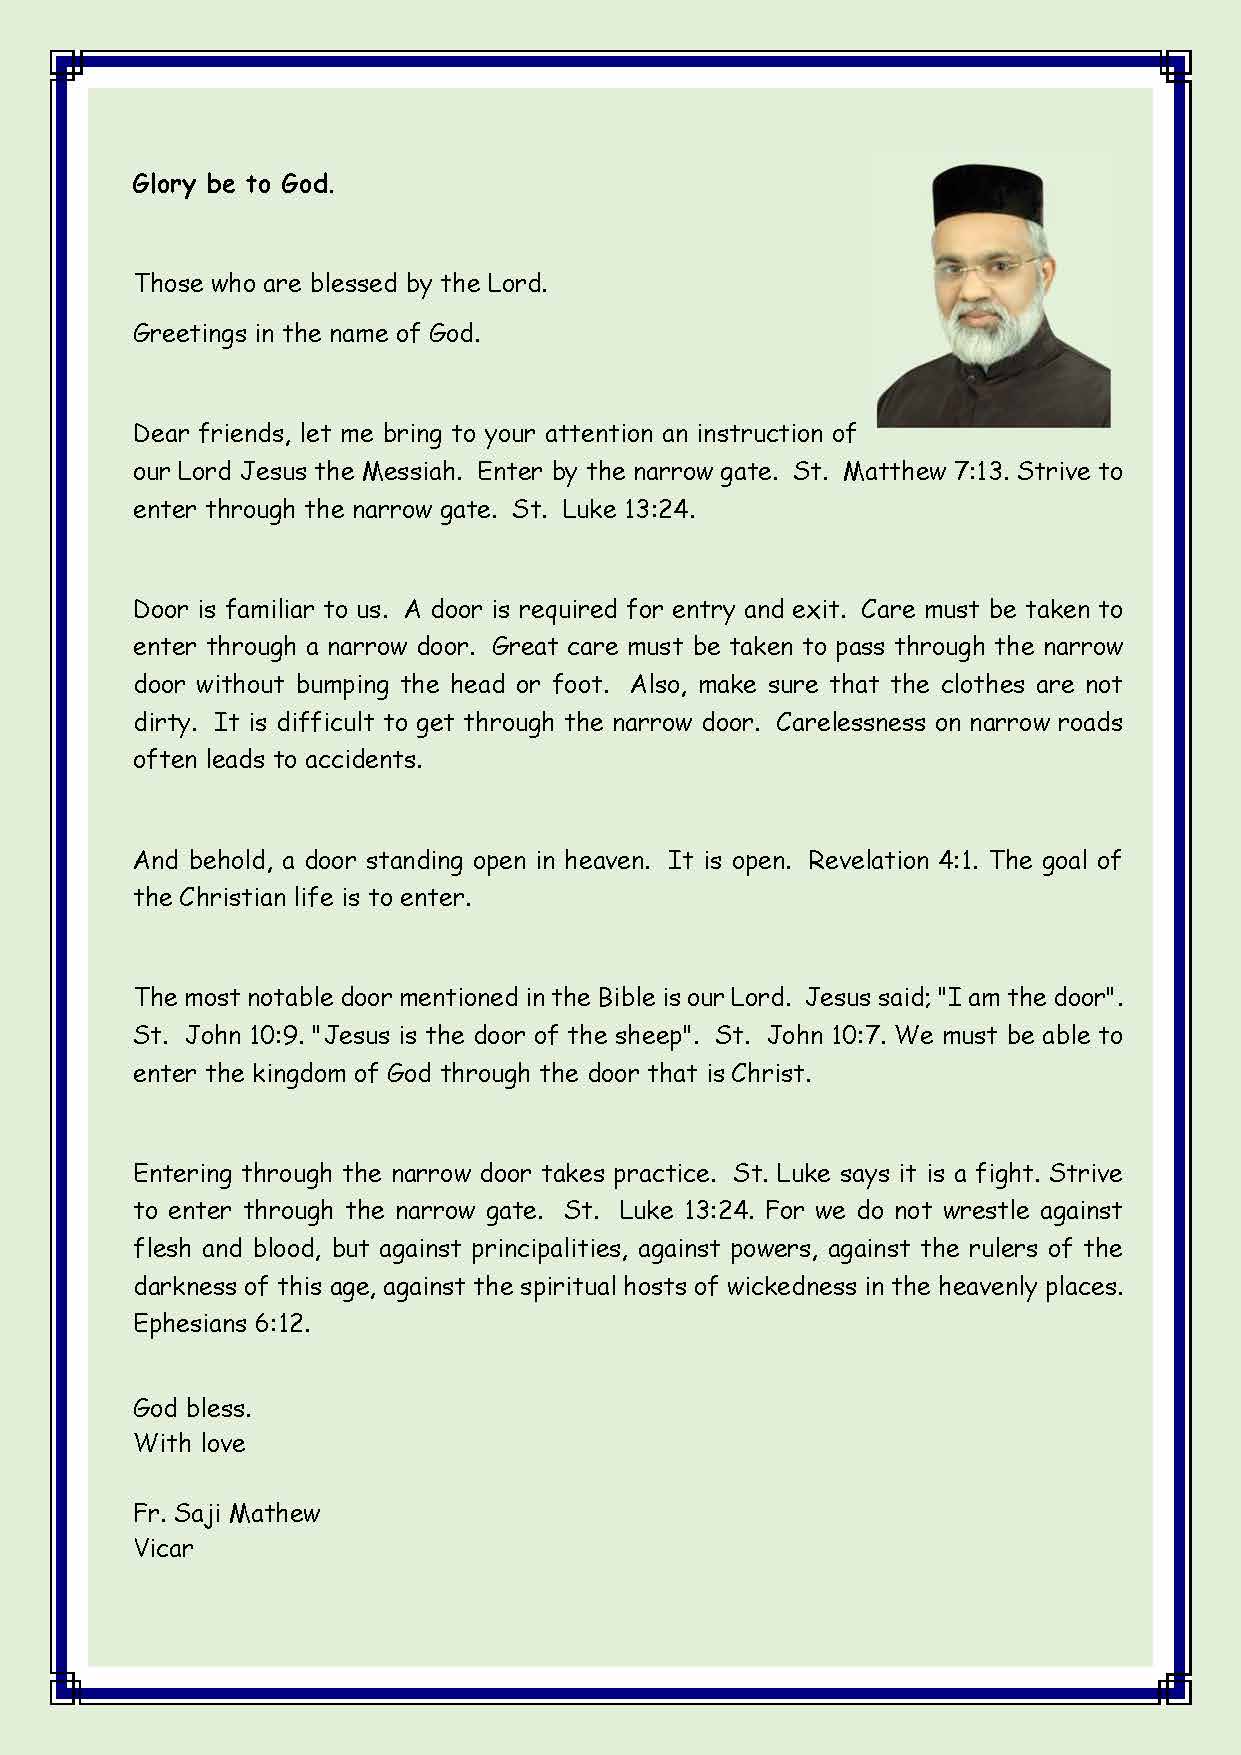 Glory be to God.
Those who are blessed by the Lord.
Greetings in the name of God.
Dear friends, let me bring to your attention an instruction of
our Lord Jesus the Messiah. Enter by the narrow gate. St. Matthew 7:13. Strive to
enter through the narrow gate. St. Luke 13:24.
Door is familiar to us. A door is required for entry and exit. Care must be taken to
enter through a narrow door. Great care must be taken to pass through the narrow
door without bumping the head or foot. Also, make sure that the clothes are not
dirty. It is difficult to get through the narrow door. Carelessness on narrow roads
often leads to accidents.
And behold, a door standing open in heaven. It is open. Revelation 4:1. The goal of
the Christian life is to enter.
The most notable door mentioned in the Bible is our Lord. Jesus said; "I am the door".
St. John 10:9. "Jesus is the door of the sheep". St. John 10:7. We must be able to
enter the kingdom of God through the door that is Christ.
Entering through the narrow door takes practice. St. Luke says it is a fight. Strive
to enter through the narrow gate. St. Luke 13:24. For we do not wrestle against
flesh and blood, but against principalities, against powers, against the rulers of the
darkness of this age, against the spiritual hosts of wickedness in the heavenly places.
Ephesians 6:12.
God bless.
With love
Fr. Saji Mathew
Vicar